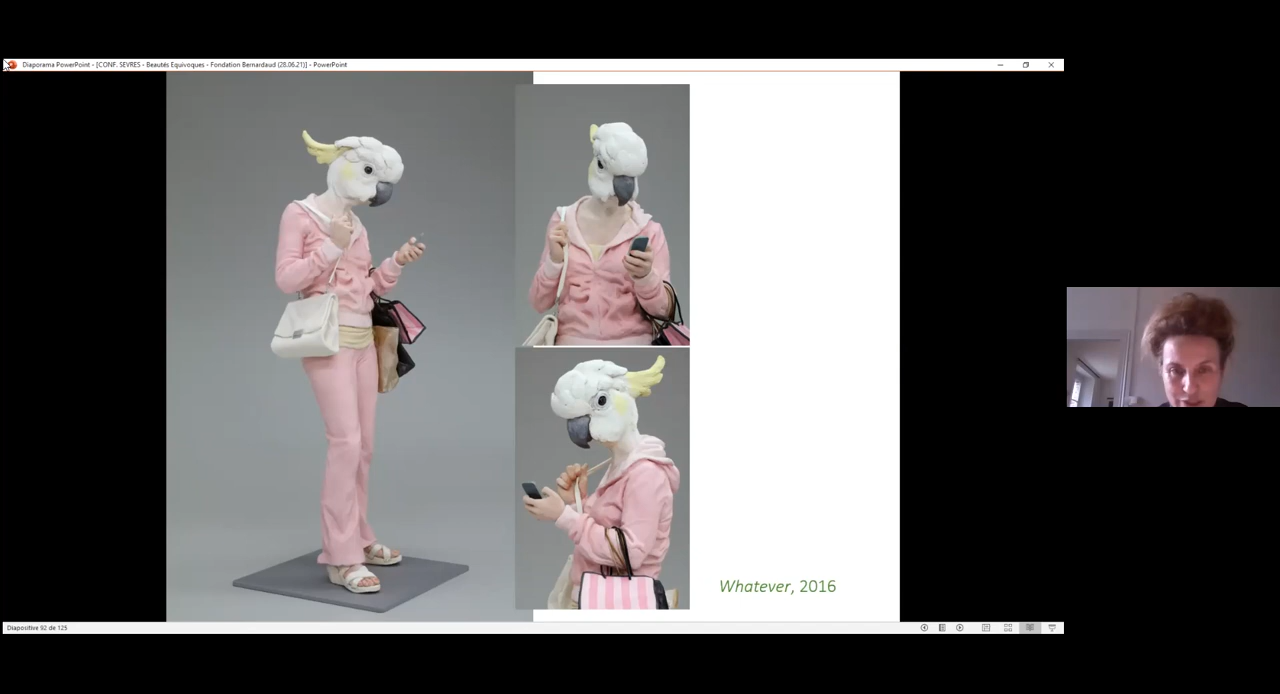 Diaporama PowerPoint - [CONF. SEVRES - Beautés Equivoques - Fondation Bernardaud (28.06.21)] - PowerPoint
Whatever, 2016
Diapositive 92 de 125